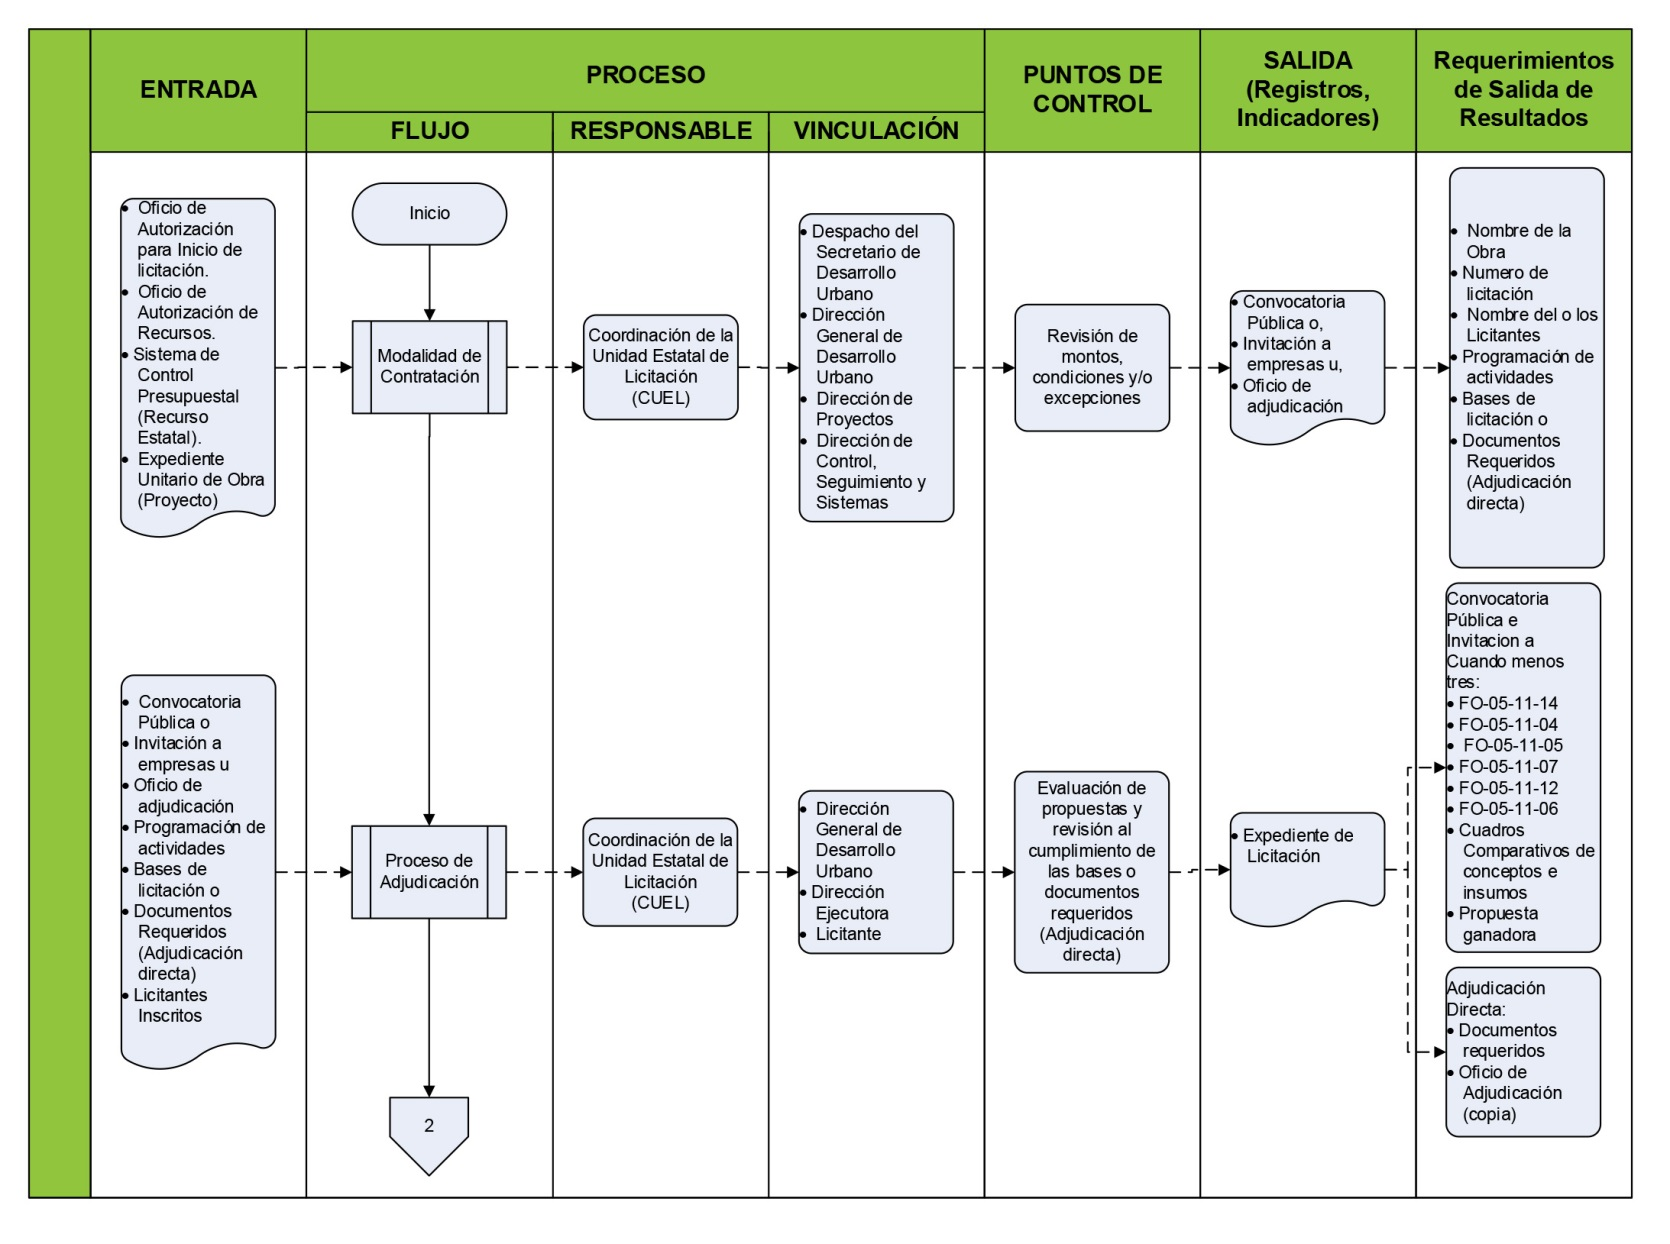 ENTRADA
PROCESO
PUNTOS DE
CONTROL
SALIDA
(Registros,
Indicadores)
Requerimientos
de Salida de
Resultados
FLUJO
RESPONSABLE
VINCULACIÓN
• Oficio de
Autorización
para Inicio de
licitación.
• Oficio de
Autorización de
Recursos.
• Sistema de
Control
Presupuestal
(Recurso
Estatal).
• Expediente
Unitario de Obra
(Proyecto)
Inicio
Modalidad de
Contratación
Coordinación de la
Unidad Estatal de
Licitación
(CUEL)
• Despacho del
Secretario de
Desarrollo
Urbano
• Dirección
General de
Desarrollo
Urbano
• Dirección de
Proyectos
• Dirección de
Control,
Seguimiento y
Sistemas
Revisión de
montos,
condiciones y/o
excepciones
• Convocatoria
Pública o,
• Invitación a
empresas u,
• Oficio de
adjudicación
• Nombre de la
Obra
• Numero de
licitación
• Nombre del o los
Licitantes
• Programación de
actividades
• Bases de
licitación o
• Documentos
Requeridos
(Adjudicación
directa)
• Convocatoria
Pública o
• Invitación a
empresas u
• Oficio de
adjudicación
• Programación de
actividades
• Bases de
licitación o
• Documentos
Requeridos
(Adjudicación
directa)
• Licitantes
Inscritos
Proceso de
Adjudicación
Coordinación de la
Unidad Estatal de
Licitación
(CUEL)
• Dirección
General de
Desarrollo
Urbano
• Dirección
Ejecutora
• Licitante
Evaluación de
propuestas y
revisión al
cumplimiento de
las bases o
documentos
requeridos
(Adjudicación
directa)
• Expediente de
Licitación
Convocatoria
Pública e
Invitacion a
Cuando menos
tres:
• FO-05-11-14
• FO-05-11-04
• FO-05-11-05
• FO-05-11-07
• FO-05-11-12
• FO-05-11-06
• Cuadros
Comparativos de
conceptos e
insumos
• Propuesta
ganadora
Adjudicación
Directa:
• Documentos
requeridos
• Oficio de
Adjudicación
(copia)
2